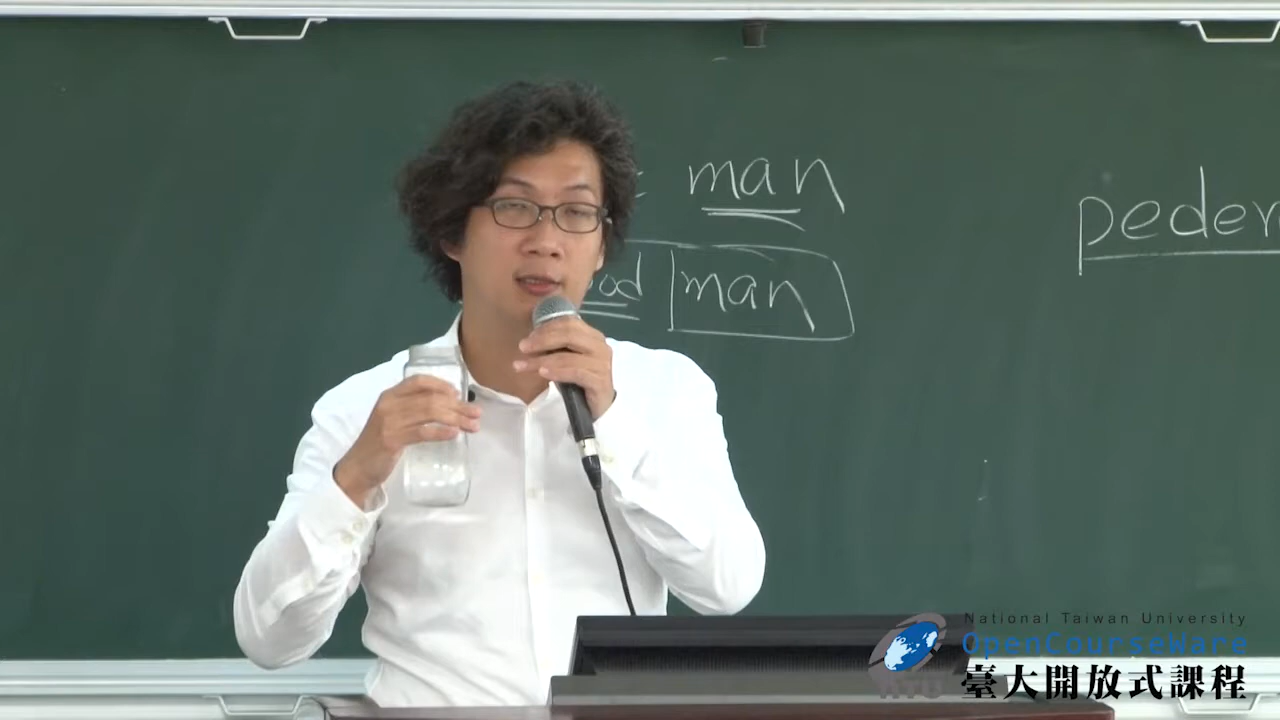 man
man
National Taiwan University
OpenCourseWare
臺大開放式課程